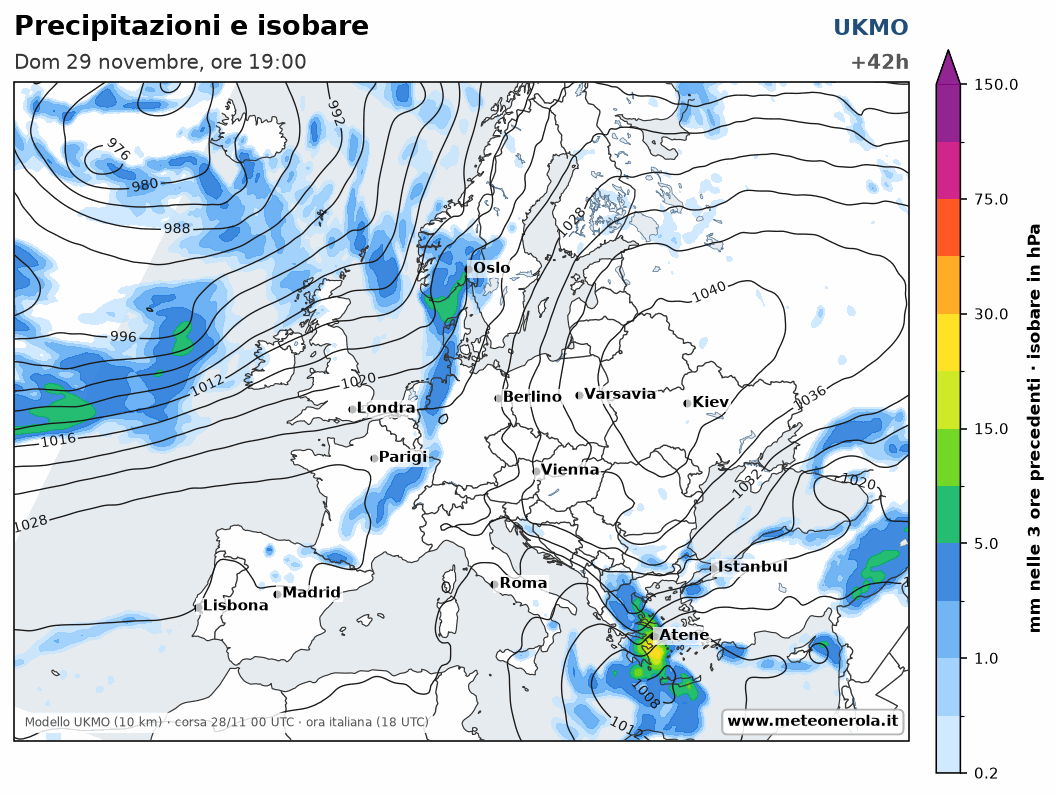 Precipitazioni e isobare
UKMO
Dom 29 novembre, ore 19:00
+42h
150.0
75.0
30.0
15.0
5.0
1.0
0.2
mm nelle 3 ore precedenti · isobare in hPa
992
976
980
988
1028
Oslo
1040
996
1012
1020
Londra
Berlino
Varsavia
Kiev
1036
1016
Parigi
Vienna
1032
1020
1028
Istanbul
Roma
Madrid
Lisbona
Atene
1008
1012
Modello UKMO (10 km) · corsa 28/11 00 UTC · ora italiana (18 UTC)
www.meteonerola.it